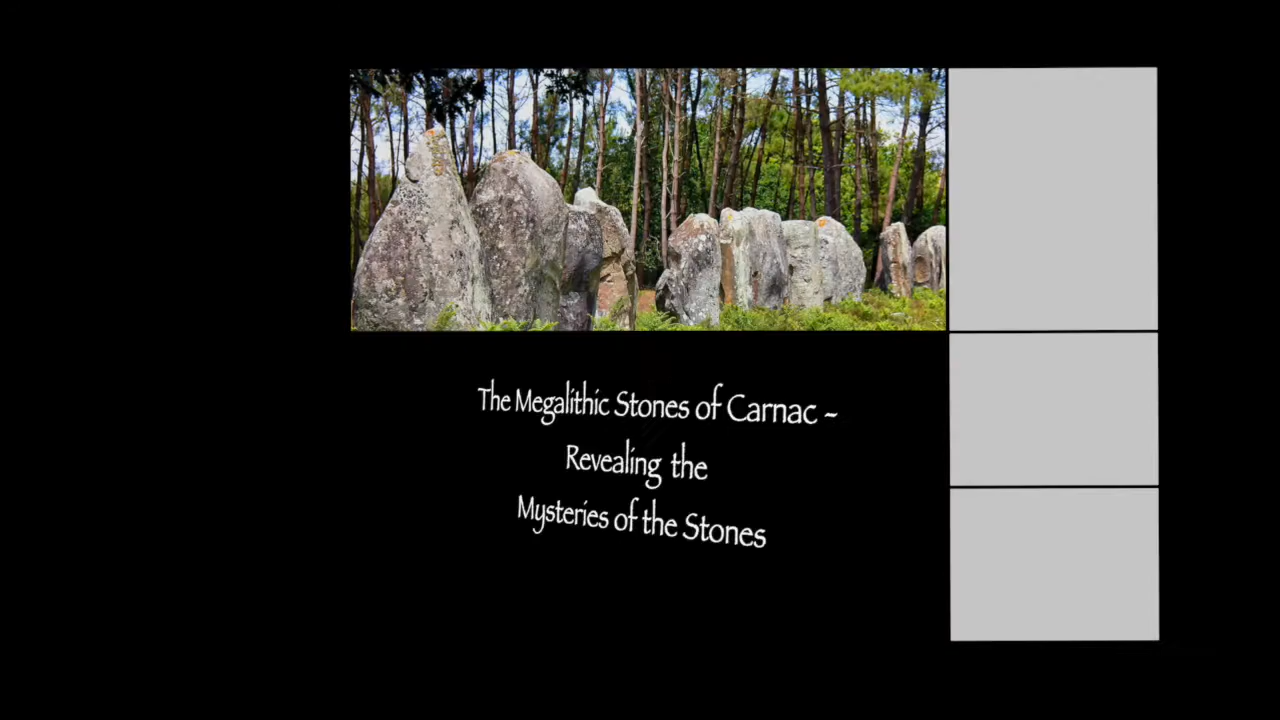 The Megalithic Stones of Carnac ~
Revealing the
Mysteries of the Stones